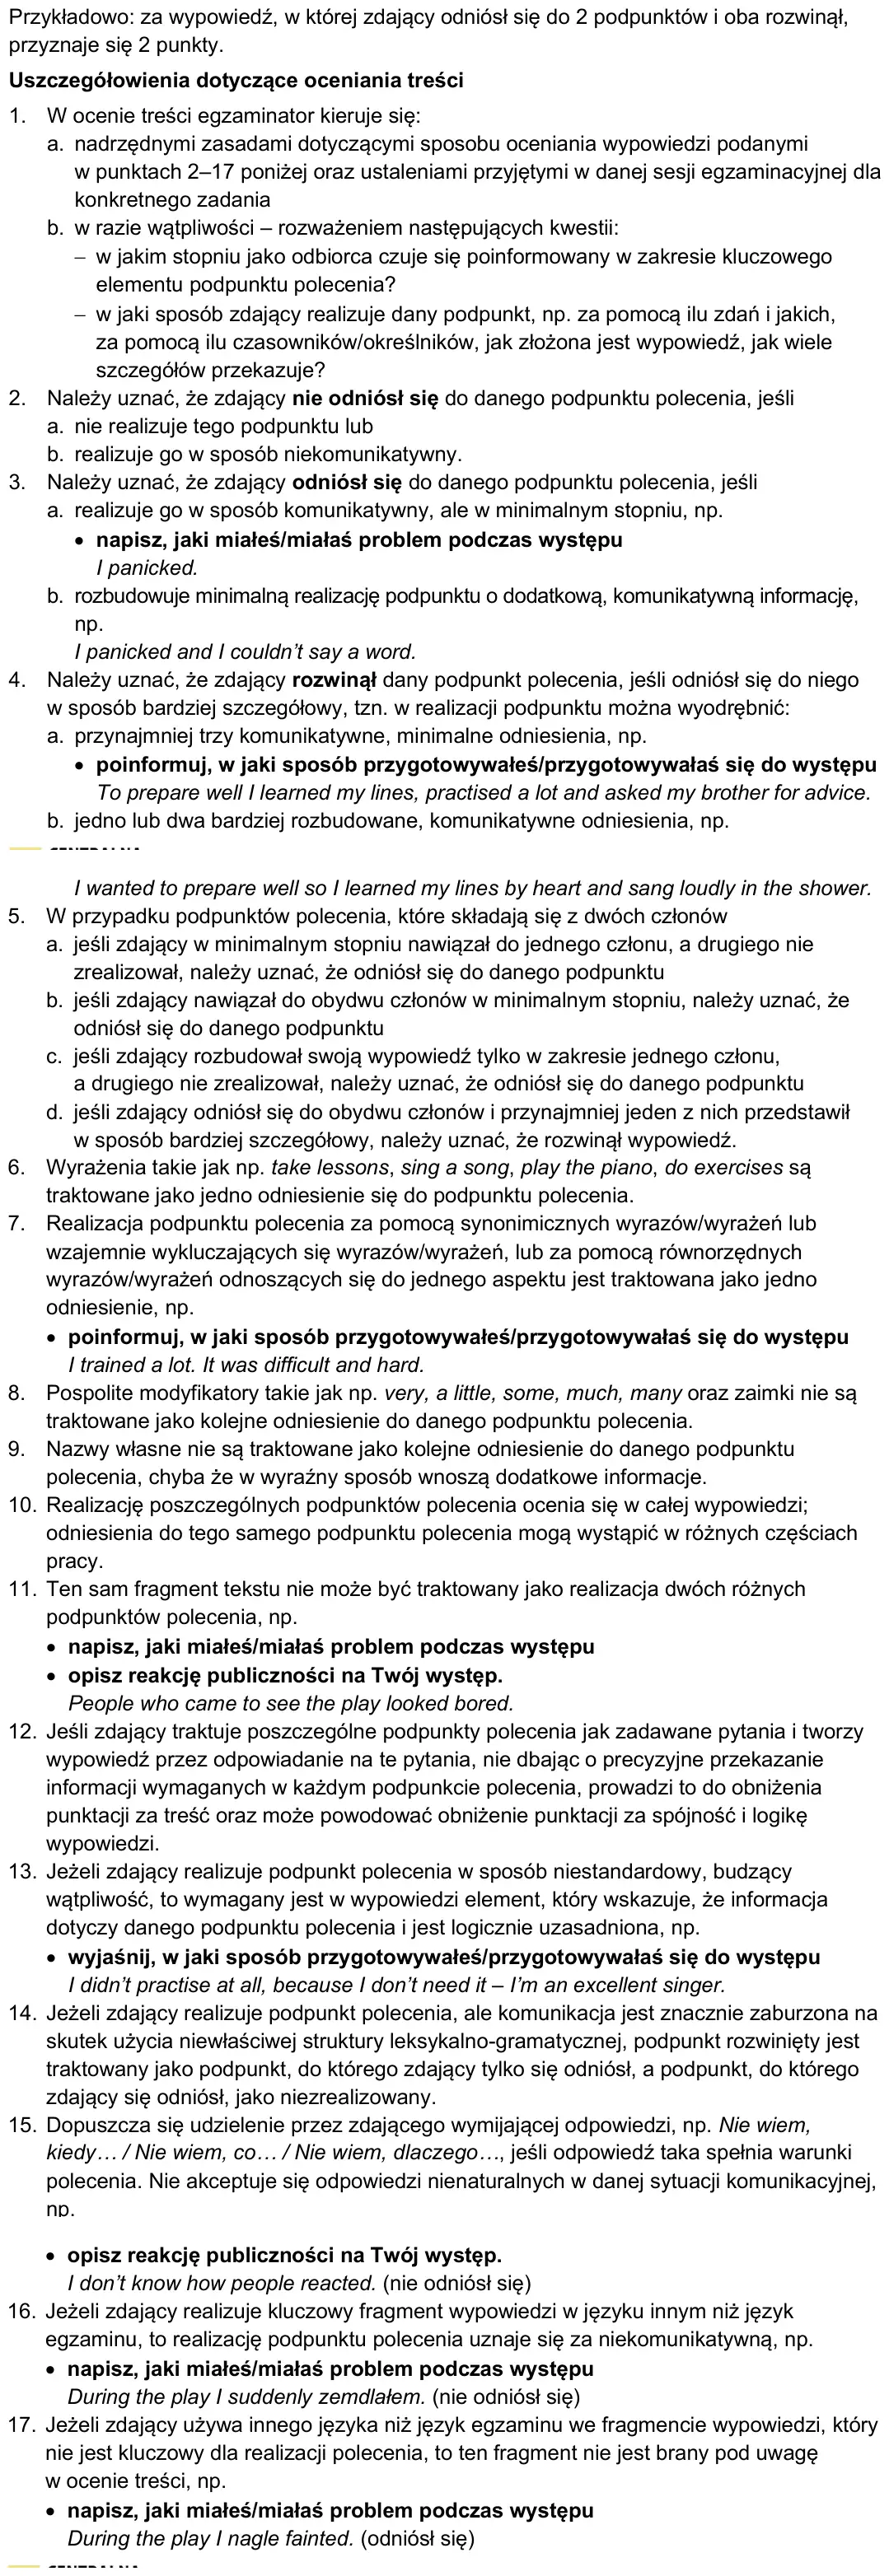 Przykładowo: za wypowiedź, w której zdający odniósł się do 2 podpunktów i oba rozwinął,
przyznaje się 2 punkty.
Uszczegółowienia dotyczące oceniania treści
1. W ocenie treści egzaminator kieruje się:
a. nadrzędnymi zasadami dotyczącymi sposobu oceniania wypowiedzi podanymi
w punktach 2–17 poniżej oraz ustaleniami przyjętymi w danej sesji egzaminacyjnej dla
konkretnego zadania
b. w razie wątpliwości – rozważeniem następujących kwestii:
– w jakim stopniu jako odbiorca czuje się poinformowany w zakresie kluczowego
elementu podpunktu polecenia?
– w jaki sposób zdający realizuje dany podpunkt, np. za pomocą ilu zdań i jakich,
za pomocą ilu czasowników/określników, jak złożona jest wypowiedź, jak wiele
szczegółów przekazuje?
2. Należy uznać, że zdający nie odniósł się do danego podpunktu polecenia, jeśli
a. nie realizuje tego podpunktu lub
b. realizuje go w sposób niekomunikatywny.
3. Należy uznać, że zdający odniósł się do danego podpunktu polecenia, jeśli
a. realizuje go w sposób komunikatywny, ale w minimalnym stopniu, np.
• napisz, jaki miałeś/miałaś problem podczas występu
I panicked.
b. rozbudowuje minimalną realizację podpunktu o dodatkową, komunikatywną informację,
np.
I panicked and I couldn't say a word.
4. Należy uznać, że zdający rozwinął dany podpunkt polecenia, jeśli odniósł się do niego
w sposób bardziej szczegółowy, tzn. w realizacji podpunktu można wyodrębnić:
a. przynajmniej trzy komunikatywne, minimalne odniesienia, np.
• poinformuj, w jaki sposób przygotowywałeś/przygotowywałaś się do występu
To prepare well I learned my lines, practised a lot and asked my brother for advice.
b. jedno lub dwa bardziej rozbudowane, komunikatywne odniesienia, np.
CENTRALNA
I wanted to prepare well so I learned my lines by heart and sang loudly in the shower.
5. W przypadku podpunktów polecenia, które składają się z dwóch członów
a. jeśli zdający w minimalnym stopniu nawiązał do jednego członu, a drugiego nie
zrealizował, należy uznać, że odniósł się do danego podpunktu
b. jeśli zdający nawiązał do obydwu członów w minimalnym stopniu, należy uznać, że
odniósł się do danego podpunktu
c. jeśli zdający rozbudował swoją wypowiedź tylko w zakresie jednego członu,
a drugiego nie zrealizował, należy uznać, że odniósł się do danego podpunktu
d. jeśli zdający odniósł się do obydwu członów i przynajmniej jeden z nich przedstawił
w sposób bardziej szczegółowy, należy uznać, że rozwinął wypowiedź.
6. Wyrażenia takie jak np. take lessons, sing a song, play the piano, do exercises są
traktowane jako jedno odniesienie się do podpunktu polecenia.
7. Realizacja podpunktu polecenia za pomocą synonimicznych wyrazów/wyrażeń lub
wzajemnie wykluczających się wyrazów/wyrażeń, lub za pomocą równorzędnych
wyrazów/wyrażeń odnoszących się do jednego aspektu jest traktowana jako jedno
odniesienie, np.
• poinformuj, w jaki sposób przygotowywałeś/przygotowywałaś się do występu
I trained a lot. It was difficult and hard.
8. Pospolite modyfikatory takie jak np. very, a little, some, much, many oraz zaimki nie są
traktowane jako kolejne odniesienie do danego podpunktu polecenia.
9. Nazwy własne nie są traktowane jako kolejne odniesienie do danego podpunktu
polecenia, chyba że w wyraźny sposób wnoszą dodatkowe informacje.
10. Realizację poszczególnych podpunktów polecenia ocenia się w całej wypowiedzi;
odniesienia do tego samego podpunktu polecenia mogą wystąpić w różnych częściach
pracy.
11. Ten sam fragment tekstu nie może być traktowany jako realizacja dwóch różnych
podpunktów polecenia, np.
• napisz, jaki miałeś/miałaś problem podczas występu
• opisz reakcję publiczności na Twój występ.
People who came to see the play looked bored.
12. Jeśli zdający traktuje poszczególne podpunkty polecenia jak zadawane pytania i tworzy
wypowiedź przez odpowiadanie na te pytania, nie dbając o precyzyjne przekazanie
informacji wymaganych w każdym podpunkcie polecenia, prowadzi to do obniżenia
punktacji za treść oraz może powodować obniżenie punktacji za spójność i logikę
wypowiedzi.
13. Jeżeli zdający realizuje podpunkt polecenia w sposób niestandardowy, budzący
wątpliwość, to wymagany jest w wypowiedzi element, który wskazuje, że informacja
dotyczy danego podpunktu polecenia i jest logicznie uzasadniona, np.
• wyjaśnij, w jaki sposób przygotowywałeś/przygotowywałaś się do występu
I didn't practise at all, because I don't need it – I'm an excellent singer.
14. Jeżeli zdający realizuje podpunkt polecenia, ale komunikacja jest znacznie zaburzona na
skutek użycia niewłaściwej struktury leksykalno-gramatycznej, podpunkt rozwinięty jest
traktowany jako podpunkt, do którego zdający tylko się odniósł, a podpunkt, do którego
zdający się odniósł, jako niezrealizowany.
15. Dopuszcza się udzielenie przez zdającego wymijającej odpowiedzi, np. Nie wiem,
kiedy… / Nie wiem, co… / Nie wiem, dlaczego…, jeśli odpowiedź taka spełnia warunki
polecenia. Nie akceptuje się odpowiedzi nienaturalnych w danej sytuacji komunikacyjnej,
np.
• opisz reakcję publiczności na Twój występ.
I don't know how people reacted. (nie odniósł się)
16. Jeżeli zdający realizuje kluczowy fragment wypowiedzi w języku innym niż język
egzaminu, to realizację podpunktu polecenia uznaje się za niekomunikatywną, np.
• napisz, jaki miałeś/miałaś problem podczas występu
During the play I suddenly zemdlałem. (nie odniósł się)
17. Jeżeli zdający używa innego języka niż język egzaminu we fragmencie wypowiedzi, który
nie jest kluczowy dla realizacji polecenia, to ten fragment nie jest brany pod uwagę
w ocenie treści, np.
• napisz, jaki miałeś/miałaś problem podczas występu
During the play I nagle fainted. (odniósł się)
CENTRALNA